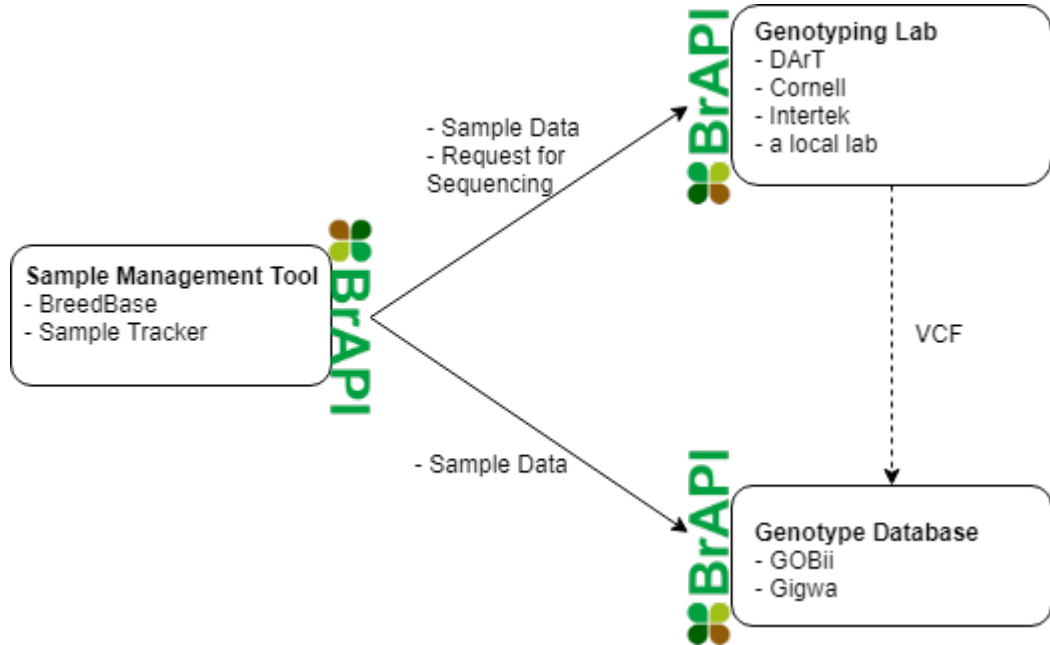 BrAPI
Genotyping Lab
- DArT
- Cornell
- Intertek
- a local lab
- Sample Data
- Request for
Sequencing
Sample Management Tool
- BreedBase
- Sample Tracker
BrAPI
VCF
- Sample Data
BrAPI
Genotype Database
- GOBii
- Gigwa